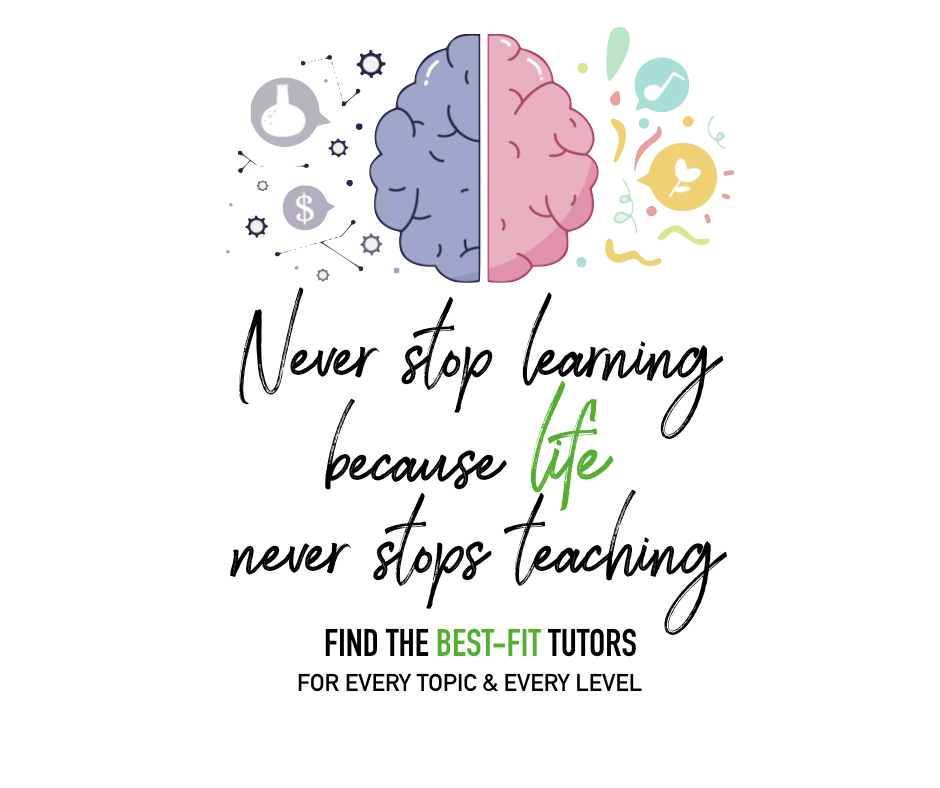 $
Never stop learning
because life
never stops teaching
FIND THE BEST-FIT TUTORS
FOR EVERY TOPIC & EVERY LEVEL